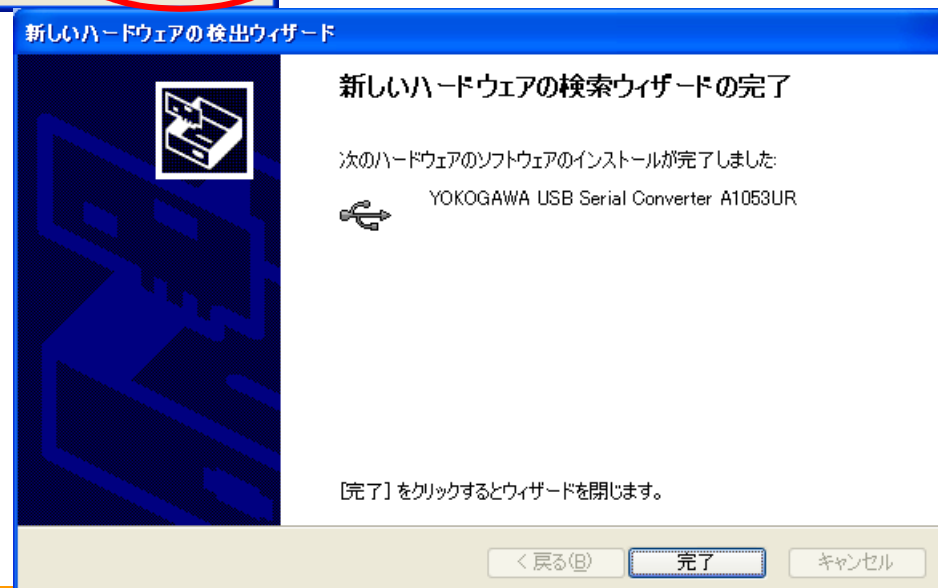 新しいハードウェアの検出ウィザード
新しいハードウェアの検索ウィザードの完了
次のハードウェアのソフトウェアのインストールが完了しました:
YOKOGAWA USB Serial Converter A1053UR
[完了] をクリックするとウィザードを閉じます。
< 戻る(B) 完了 キャンセル